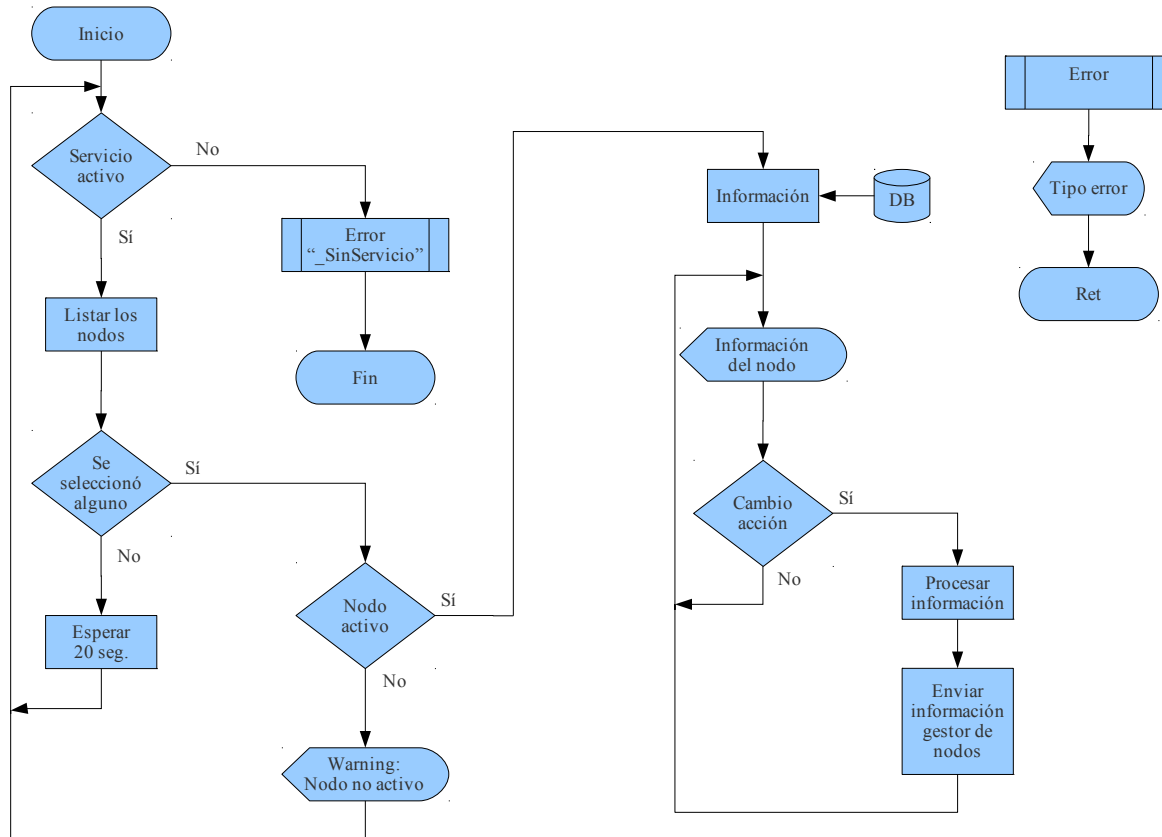 Inicio
Servicio
activo
No
Sí
Error
“_SinServicio”
Fin
Listar los
nodos
Se
seleccionó
alguno
Sí
No
Esperar
20 seg.
Nodo
activo
Sí
No
Warning:
Nodo no activo
Información
DB
Información
del nodo
Cambio
acción
Sí
No
Procesar
información
Enviar
información
gestor de
nodos
Error
Tipo error
Ret